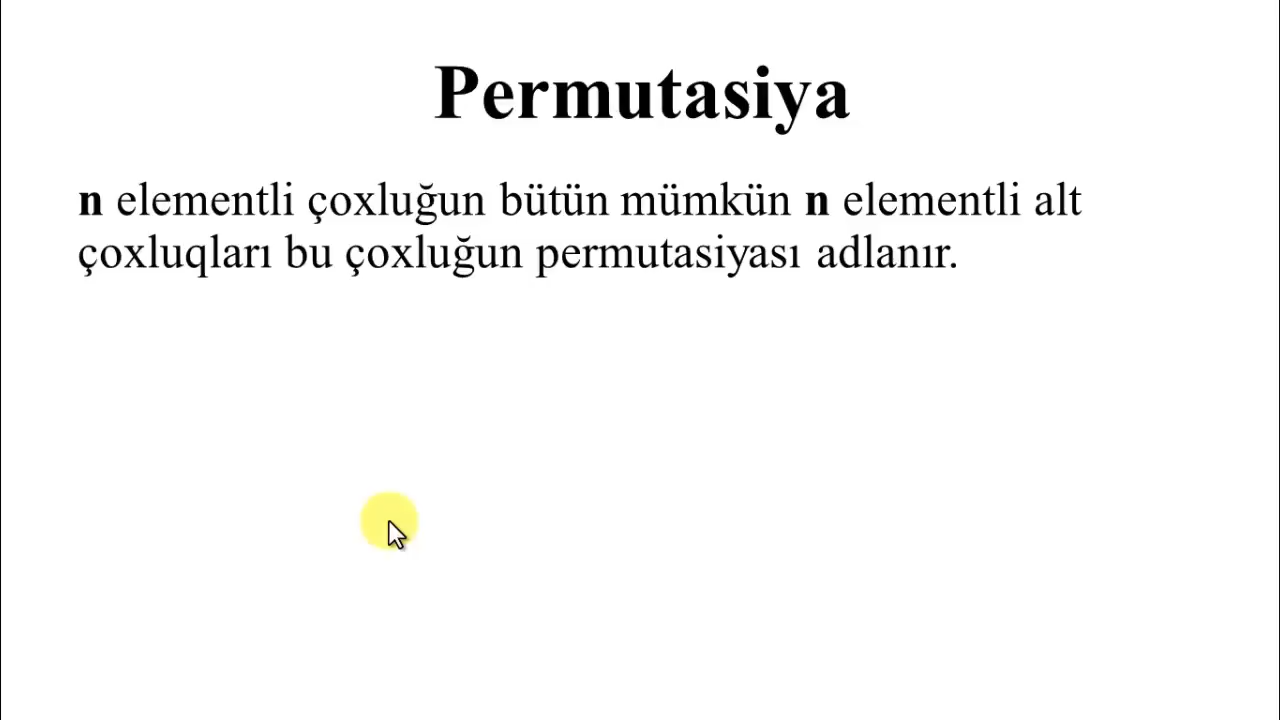 Permutasiya
n elementli çoxluğun bütün mümkün n elementli alt
çoxluqları bu çoxluğun permutasiyası adlanır.